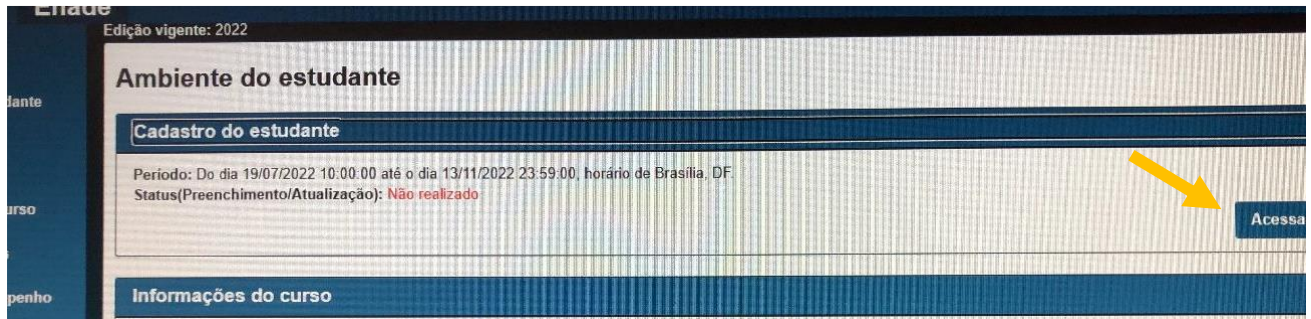 Enade
Edição vigente: 2022
Ambiente do estudante
dante
Cadastro do estudante
Período: Do dia 19/07/2022 10:00:00 até o dia 13/11/2022 23:59:00, horário de Brasília, DF.
Status(Preenchimento/Atualização): Não realizado
urso
Acessa
Informações do curso
penho